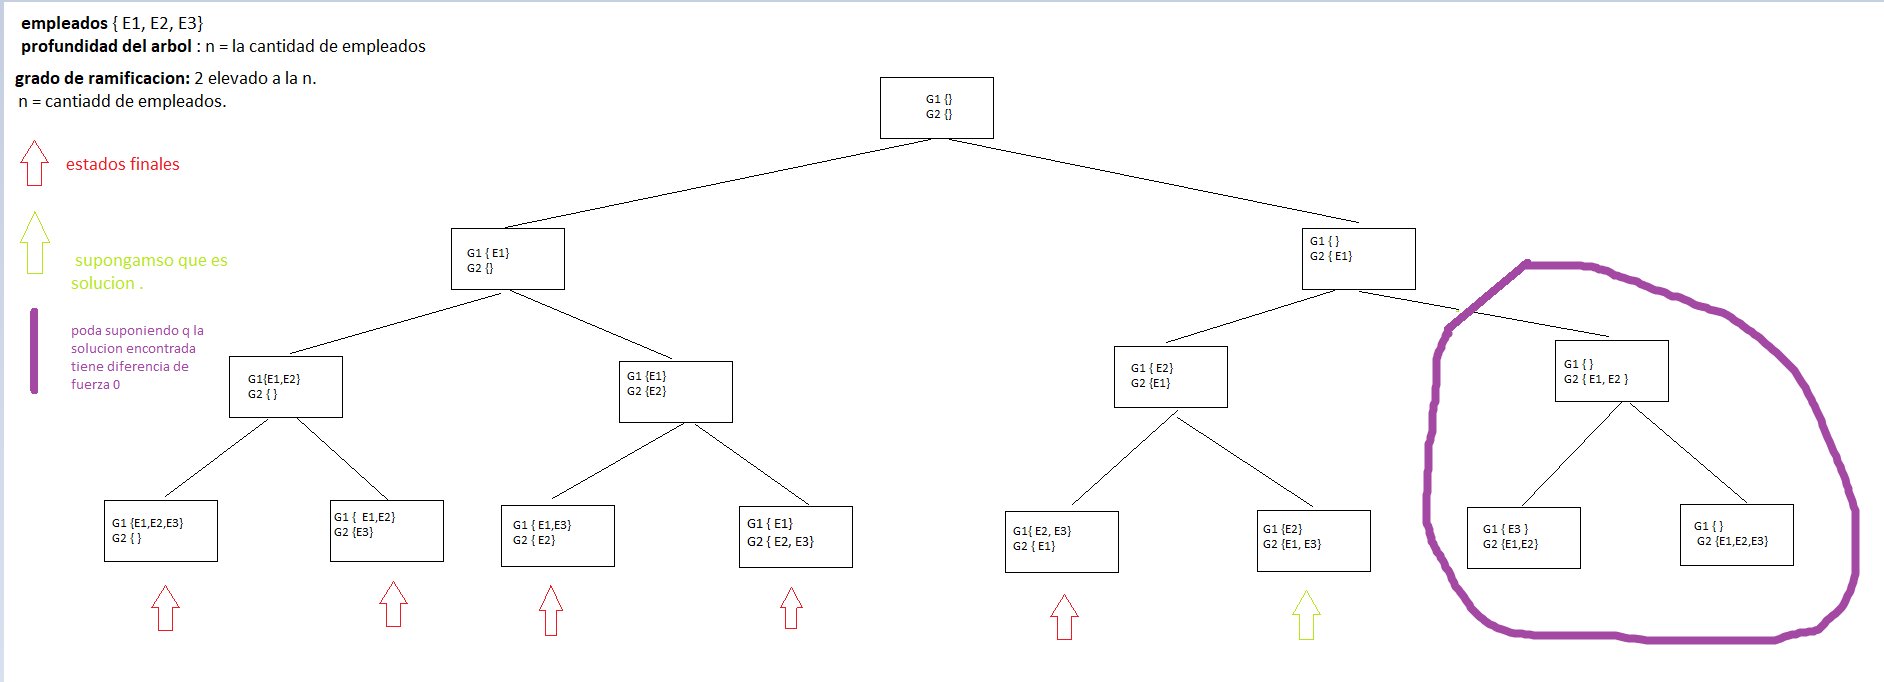 empleados { E1, E2, E3}
profundidad del arbol : n = la cantidad de empleados
grado de ramificacion: 2 elevado a la n.
n = cantiadd de empleados.
estados finales
supongamso que es
solucion .
poda suponiendo q la
solucion encontrada
tiene diferencia de
fuerza 0
G1 {}
G2 {}
G1 { E1}
G2 {}
G1 { }
G2 { E1}
G1{E1,E2}
G2 { }
G1 {E1}
G2 {E2}
G1 { E2}
G2 {E1}
G1 { }
G2 { E1, E2 }
G1 {E1,E2,E3}
G2 { }
G1 {  E1,E2}
G2 {E3}
G1 { E1,E3}
G2 { E2}
G1 { E1}
G2 { E2, E3}
G1{ E2, E3}
G2 { E1}
G1 {E2}
G2 {E1, E3}
G1 { E3 }
G2 {E1,E2}
G1 { }
G2 {E1,E2,E3}